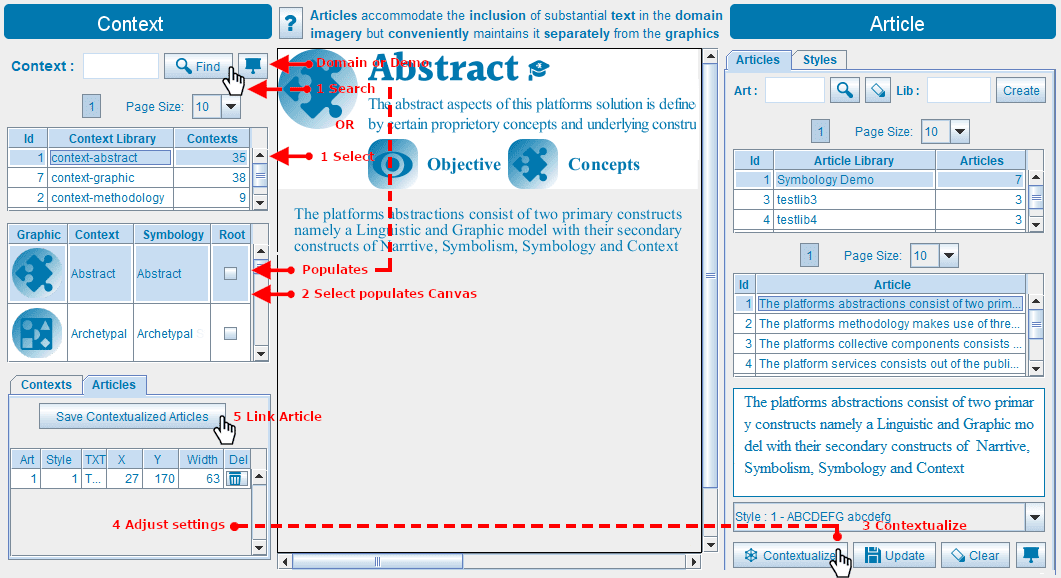 Context
?
Articles accommodate the inclusion of substantial text in the domain
imagery but conveniently maintains it separately from the graphics
Article
Context :
Find
Domain or Demo
1 Search
1
Page Size:
10
OR
Id Context Library Contexts
1 context-abstract 35
7 context-graphic 38
2 context-methodology 9
1 Select
Graphic Context Symbology Root
Abstract Abstract
Archetypal Archetypal
Populates
2 Select populates Canvas
Contexts Articles
Save Contextualized Articles
5 Link Article
Art Style TXT X Y Width Del
1 1 T... 27 170 63
4 Adjust settings
Abstract
The abstract aspects of this platforms solution is define
by certain proprietory concepts and underlying constru
Objective Concepts
The platforms abstractions consist of two primary constructs
namely a Linguistic and Graphic model with their secondary
constructs of Narrtive, Symbolism, Symbology and Context
Articles Styles
Art : Lib : Create
1 Page Size: 10
Id Article Library Articles
1 Symbology Demo 7
3 testlib3 3
4 testlib4 3
1 Page Size: 10
Id Article
1 The platforms abstractions consist of two prim...
2 The platforms methodology makes use of thre...
3 The platforms collective components consists ...
4 The platform services consists out of the publi...
The platforms abstractions consist of two primar
y constructs namely a Linguistic and Graphic mo
del with their secondary constructs of Narrtive,
Symbolism, Symbology and Context
Style : 1 - ABCDEFG abcdefg
3 Contextualize
Contextualize Update Clear